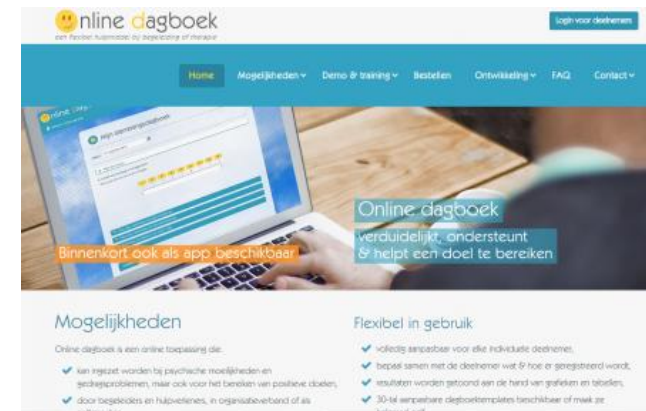 Online dagboek
een flexibel hulpmiddel bij begeleiding of therapie
Login voor deelnemers
Home Mogelijkheden Demo & training Bestellen Ontwikkeling FAQ Contact
Mijn stemmingsdagboek
Online dagboek
verduidelijkt, ondersteunt
& helpt een doel te bereiken
Binnenkort ook als app beschikbaar
Mogelijkheden
Online dagboek is een online toepassing die:
kan ingezet worden bij psychische moeilijkheden en
gedragsproblemen, maar ook voor het bereiken van positieve doelen,
door begeleiders en hulpverleners, in organisatieverband of als
Flexibel in gebruik
volledig aanpasbaar voor elke individuele deelnemer,
bepaal samen met de deelnemer wat & hoe er geregistreerd wordt,
resultaten worden getoond aan de hand van grafieken en tabellen,
30-tal aanpasbare dagboektemplates beschikbaar of maak ze